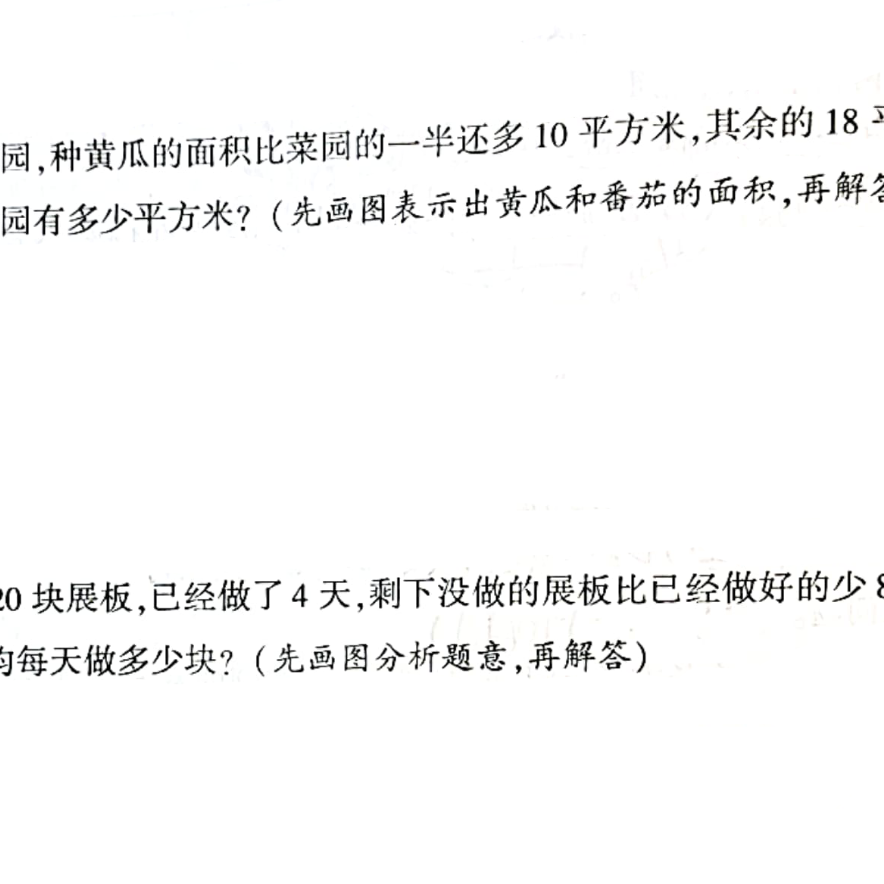 园,种黄瓜的面积比菜园的一半还多 10 平方米,其余的 18
园有多少平方米?(先画图表示出黄瓜和番茄的面积,再解答
20 块展板,已经做了 4 天,剩下没做的展板比已经做好的少 8
均每天做多少块?(先画图分析题意,再解答)